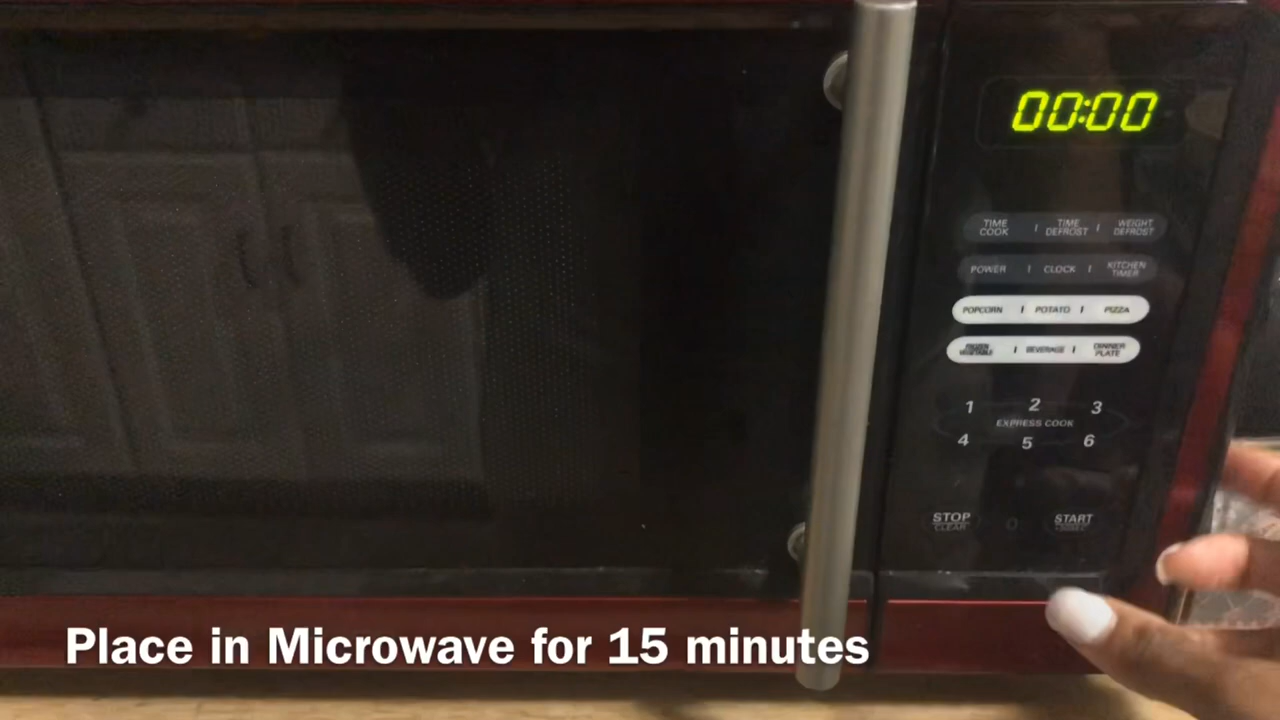 00:00
TIME COOK | TIME DEFROST | WEIGHT DEFROST
POWER | CLOCK | KITCHEN TIMER
POPCORN | POTATO | PIZZA
FROZEN VEGETABLE | BEVERAGE | DINNER PLATE
1 2 3
EXPRESS COOK
4 5 6
STOP CLEAR 0 START
Place in Microwave for 15 minutes